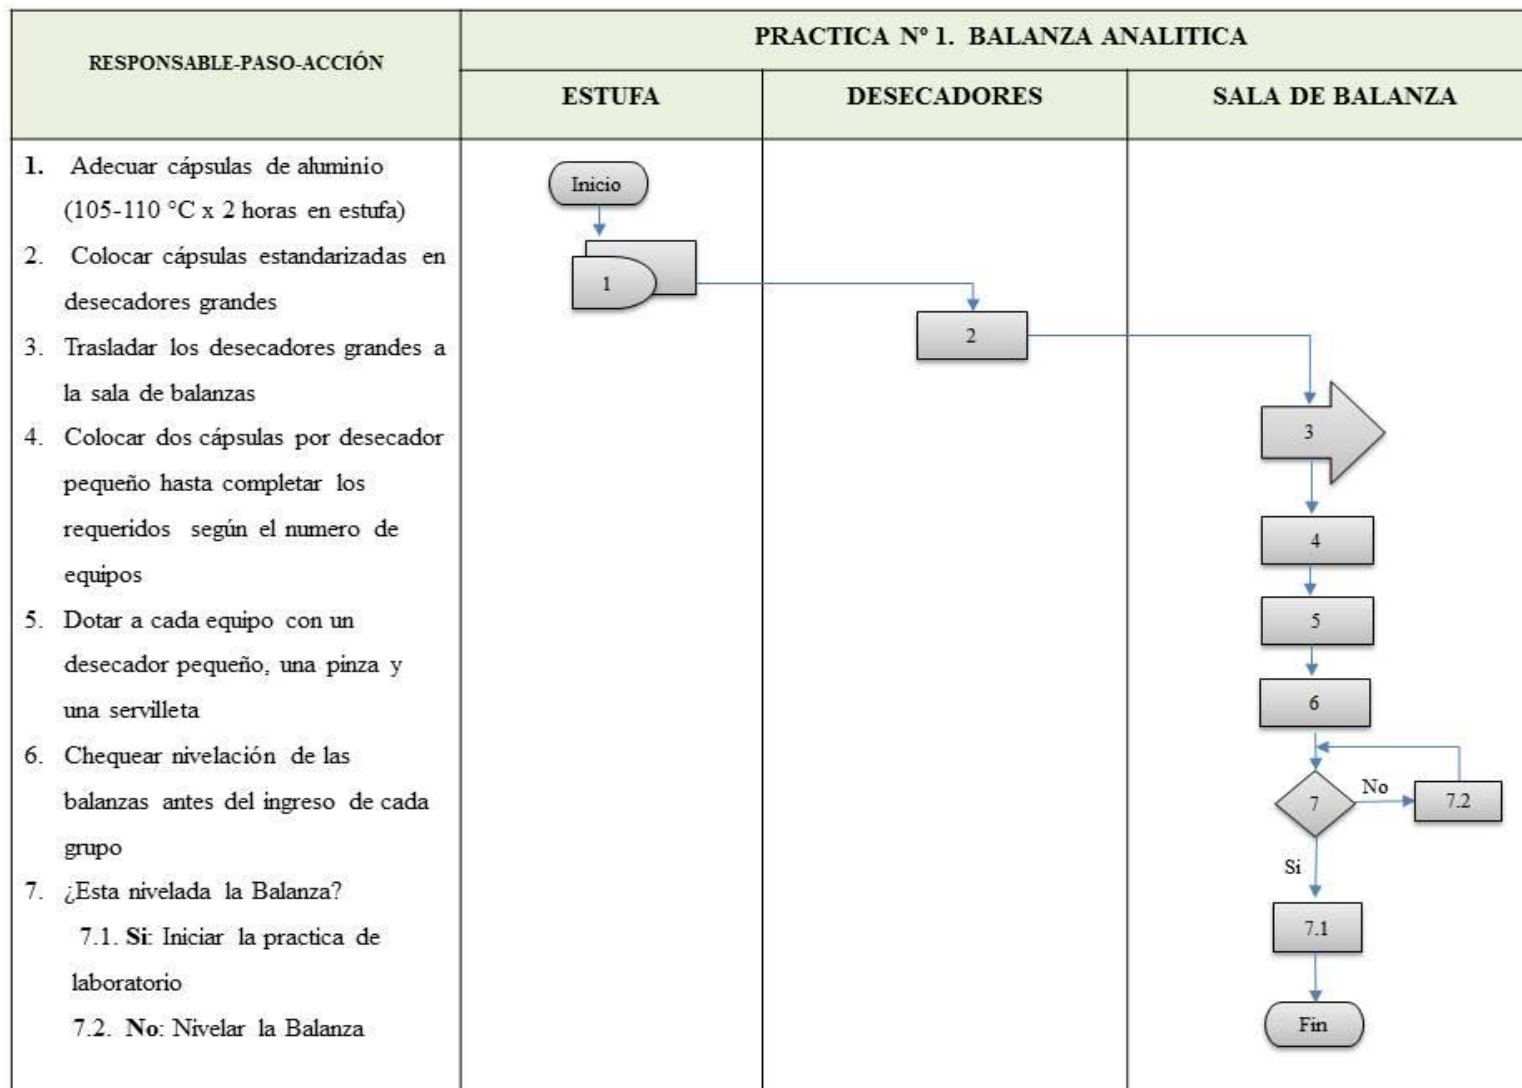 RESPONSABLE-PASO-ACCIÓN
PRACTICA Nº 1. BALANZA ANALITICA
ESTUFA
DESECADORES
SALA DE BALANZA
1. Adecuar cápsulas de aluminio
(105-110 °C x 2 horas en estufa)
2. Colocar cápsulas estandarizadas en
desecadores grandes
3. Trasladar los desecadores grandes a
la sala de balanzas
4. Colocar dos cápsulas por desecador
pequeño hasta completar los
requeridos según el numero de
equipos
5. Dotar a cada equipo con un
desecador pequeño, una pinza y
una servilleta
6. Chequear nivelación de las
balanzas antes del ingreso de cada
grupo
7. ¿Esta nivelada la Balanza?
7.1. Si: Iniciar la practica de
laboratorio
7.2. No: Nivelar la Balanza
Inicio
1
2
3
4
5
6
7
No
7.2
Si
7.1
Fin